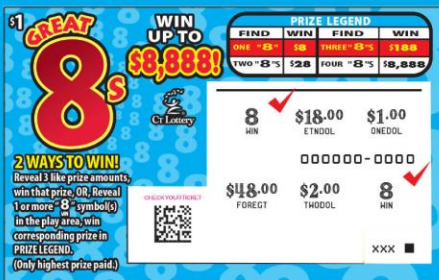 $1
GREAT
8s
WIN
UP TO
$8,888!
CT Lottery
PRIZE LEGEND
FIND WIN FIND WIN
ONE "8" $8 THREE "8"S $188
TWO "8"S $28 FOUR "8"S $8,888
2 WAYS TO WIN!
Reveal 3 like prize amounts,
win that prize, OR, Reveal
1 or more "8" symbol(s)
in the play area, win
corresponding prize in
PRIZE LEGEND.
(Only highest prize paid.)
CHECK YOUR TICKET
8 $18.00 $1.00
WIN ETNDOL ONEDOL
000000-0000
$48.00 $2.00 8
FOREGT TWODOL WIN
XXX